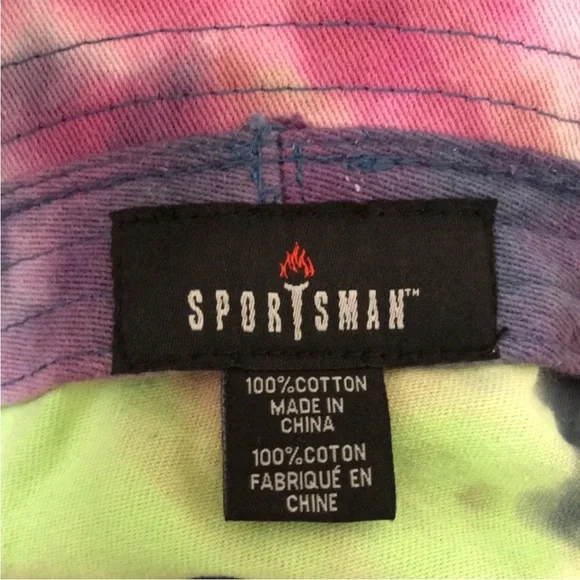 SPORTSMAN™
100%COTTON
MADE IN
CHINA
100%COTON
FABRIQUÉ EN
CHINE